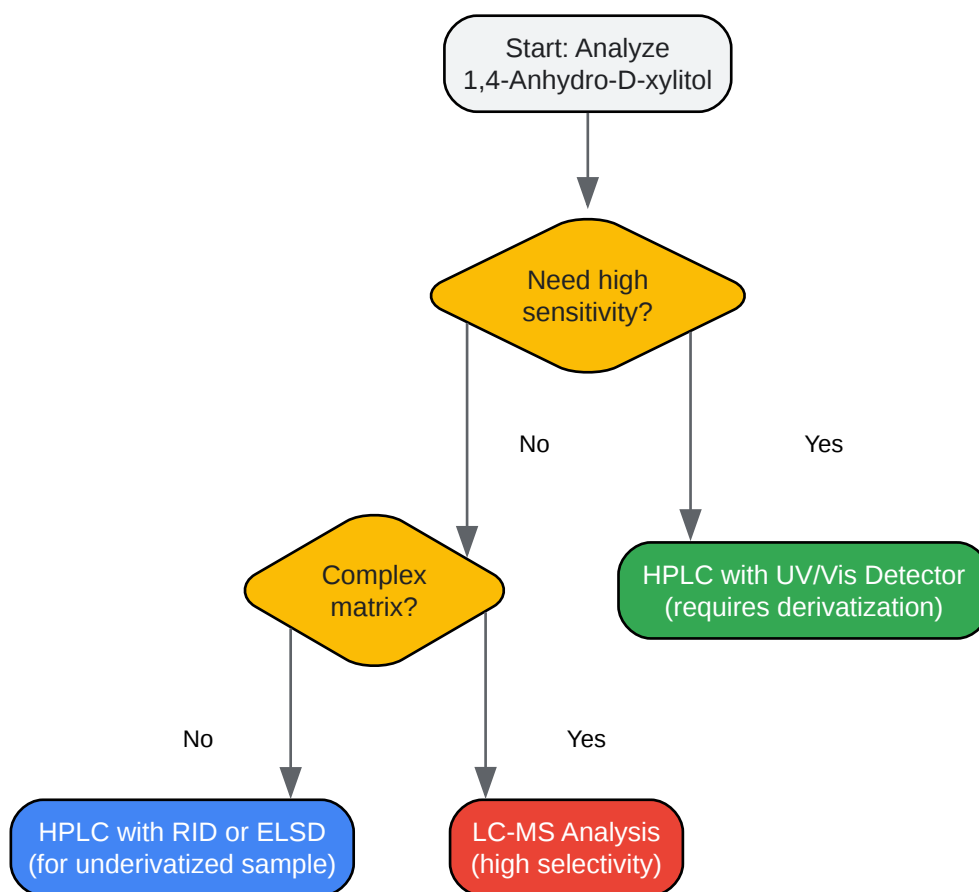 Start: Analyze
1,4-Anhydro-D-xylitol
Need high
sensitivity?
No
Yes
Complex
matrix?
HPLC with UV/Vis Detector
(requires derivatization)
No
Yes
HPLC with RID or ELSD
(for underivatized sample)
LC-MS Analysis
(high selectivity)